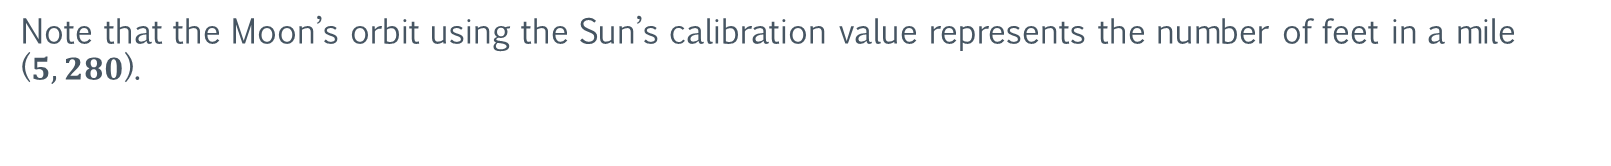 Note that the Moon’s orbit using the Sun’s calibration value represents the number of feet in a mile
(5, 280).